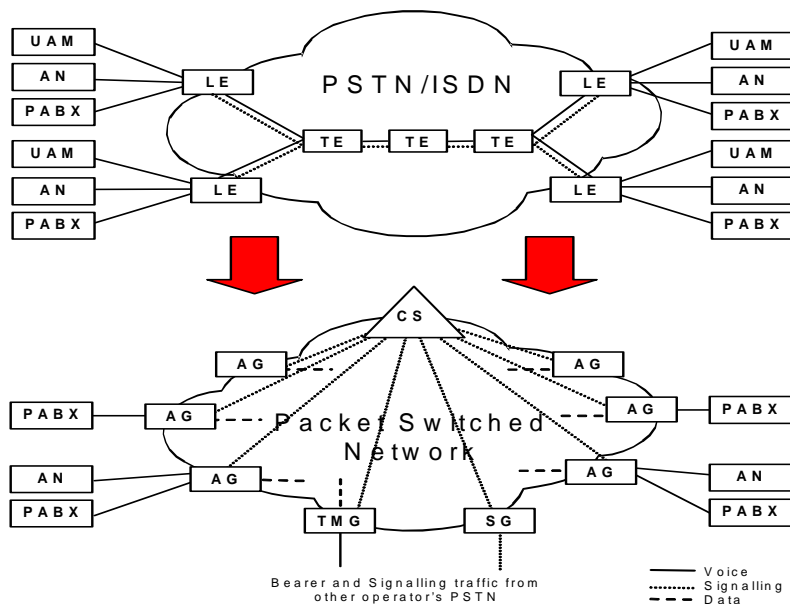 UAM
UAM
LE
PSTN/ISDN
LE
AN
AN
PABX
PABX
TE
TE
TE
UAM
UAM
AN
LE
LE
AN
PABX
PABX
CS
AG
AG
PABX
AG
Packet Switched
AG
PABX
Network
AN
AG
AG
AN
PABX
TMG
SG
PABX
Bearer and Signalling traffic from
other operator's PSTN
Voice
Signalling
Data